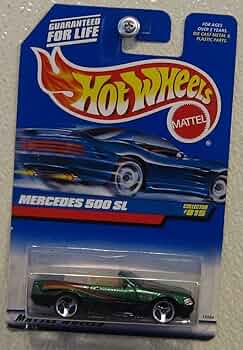 GUARANTEED
FOR LIFE
FOR AGES
OVER 3 YEARS.
DIE CAST METAL &
PLASTIC PARTS.
HOT WHEELS
MATTEL
MERCEDES 500 SL
COLLECTOR
#815